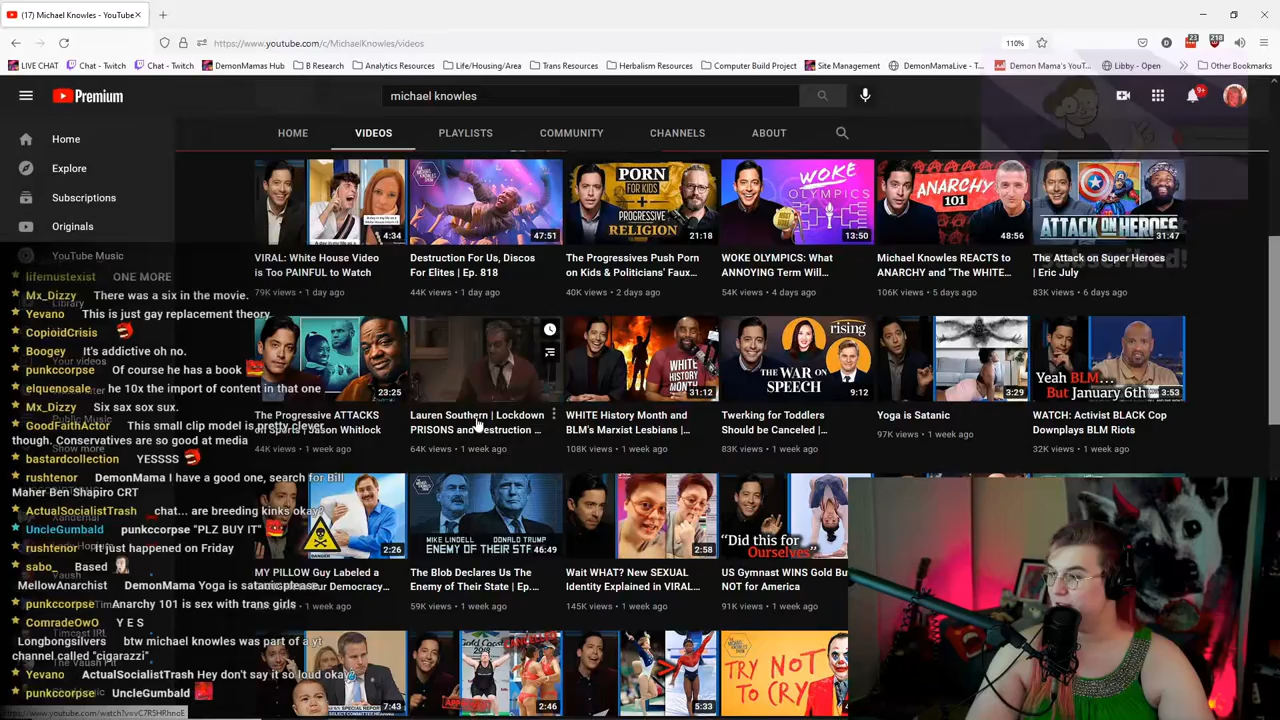 (17) Michael Knowles - YouTube
https://www.youtube.com/c/MichaelKnowles/videos
110%
23
218
LIVE CHAT
Chat - Twitch
Chat - Twitch
DemonMamas Hub
B Research
Analytics Resources
Life/Housing/Area
Trans Resources
Herbalism Resources
Computer Build Project
Site Management
DemonMamaLive - T...
Demon Mama's YouT...
Libby - Open
Other Bookmarks
Premium
michael knowles
9+
Home
Explore
Subscriptions
Originals
YouTube Music
HOME
VIDEOS
PLAYLISTS
COMMUNITY
CHANNELS
ABOUT
4:34
47:51
PORN
FOR KIDS
+
PROGRESSIVE
RELIGION
21:18
WOKE
OLYMPICS
13:50
ANARCHY
101
48:56
ATTACK ON HEROES
31:47
VIRAL: White House Video
is Too PAINFUL to Watch
79K views • 1 day ago
Destruction For Us, Discos
For Elites | Ep. 818
44K views • 1 day ago
The Progressives Push Porn
on Kids & Politicians' Faux...
40K views • 2 days ago
WOKE OLYMPICS: What
ANNOYING Term Will...
54K views • 4 days ago
Michael Knowles REACTS to
ANARCHY and "The WHITE...
106K views • 5 days ago
The Attack on Super Heroes
| Eric July
83K views • 6 days ago
23:25
WHITE
HISTORY
MONTH
31:12
rising
THE WAR ON
SPEECH
9:12
3:29
Yeah BLM...
But January 6th
3:53
The Progressive ATTACKS
on Sports | Jason Whitlock
44K views • 1 week ago
Lauren Southern | Lockdown
PRISONS and Destruction ...
64K views • 1 week ago
WHITE History Month and
BLM's Marxist Lesbians |...
108K views • 1 week ago
Twerking for Toddlers
Should be Canceled |...
83K views • 1 week ago
Yoga is Satanic
97K views • 1 week ago
WATCH: Activist BLACK Cop
Downplays BLM Riots
32K views • 1 week ago
2:26
MIKE LINDELL
DONALD TRUMP
ENEMY OF THEIR ST
46:49
2:58
"Did this for
Ourselves"
MY PILLOW Guy Labeled a
Democracy...
1 week ago
The Blob Declares Us The
Enemy of Their State | Ep...
59K views • 1 week ago
Wait WHAT? New SEXUAL
Identity Explained in VIRAL...
145K views • 1 week ago
US Gymnast WINS Gold Bu
NOT for America
91K views • 1 week ago
7:43
2:46
5:33
TRY NOT
TO CRY
lifemustexist ONE MORE
Mx_Dizzy There was a six in the movie.
Yevano This is just gay replacement theory
CopioidCrisis
Boogey It's addictive oh no.
punkccorpse Of course he has a book
elquenosale he 10x the import of content in that one
Mx_Dizzy Six sax sox sus.
GoodFaithActor This small clip model is pretty clever
though. Conservatives are so good at media
bastardcollection YESSSS
rushtenor DemonMama I have a good one, search for Bill
Maher Ben Shapiro CRT
ActualSocialistTrash chat... are breeding kinks okay?
UncleGumbald punkccorpse "PLZ BUY IT"
rushtenor It just happened on Friday
sabo_ Based
MellowAnarchist DemonMama Yoga is satanic please
punkccorpse Anarchy 101 is sex with trans girls
ComradeOwO Y E S
Longbongsilvers btw michael knowles was part of a yt
channel called "cigarazzi"
Yevano ActualSocialistTrash Hey don't say it so loud okay?
punkccorpse UncleGumbald